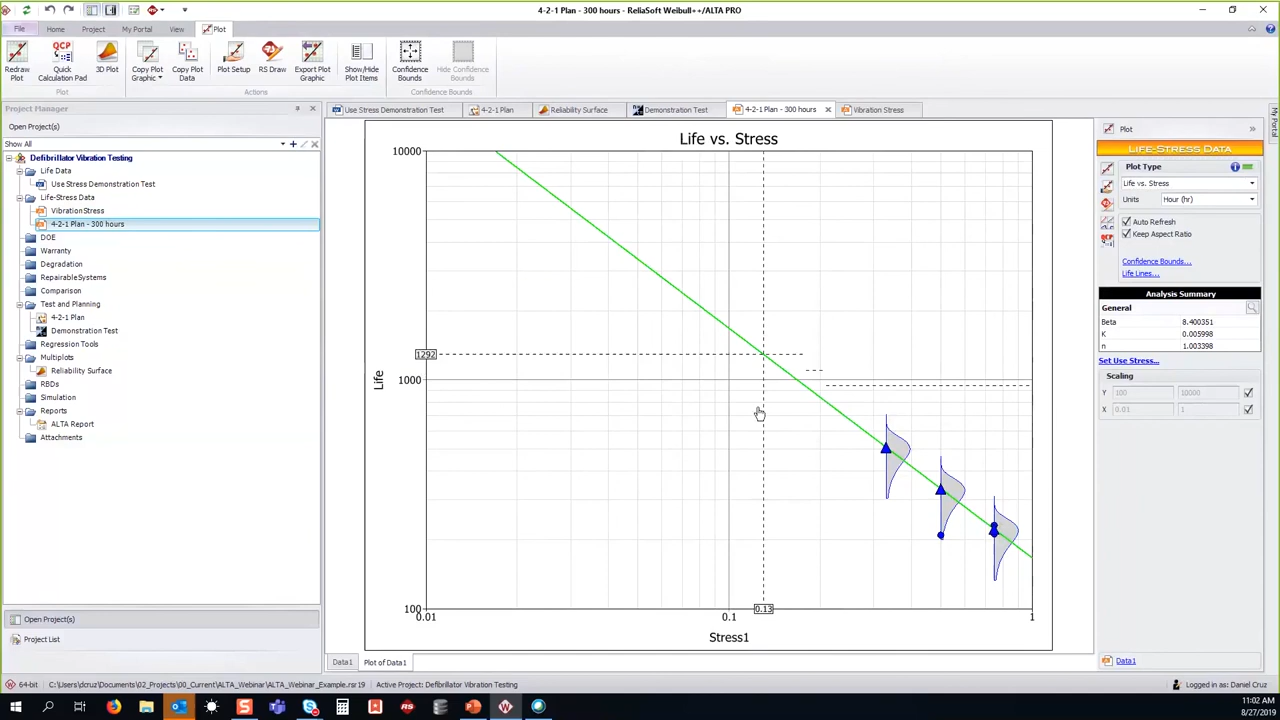 4-2-1 Plan - 300 hours - ReliaSoft Weibull++/ALTA PRO
File Home Project My Portal View Plot
Redraw Plot
Quick Calculation Pad
3D Plot
Copy Plot Graphic
Copy Plot Data
Plot Setup
RS Draw
Export Plot Graphic
Show/Hide Plot Items
Confidence Bounds
Hide Confidence Bounds
Plot Actions Confidence Bounds
Project Manager
Open Project(s)
Show All
Defibrillator Vibration Testing
Life Data
Use Stress Demonstration Test
Life-Stress Data
Vibration Stress
4-2-1 Plan - 300 hours
DOE
Warranty
Degradation
RepairableSystems
Comparison
Test and Planning
4-2-1 Plan
Demonstration Test
Regression Tools
Multiplots
Reliability Surface
RBDs
Simulation
Reports
ALTA Report
Attachments
Open Project(s)
Project List
Use Stress Demonstration Test 4-2-1 Plan Reliability Surface Demonstration Test 4-2-1 Plan - 300 hours Vibration Stress
Life vs. Stress
10000
1292
1000
100
Life
0.01 0.1 0.13 1
Stress1
Data1 Plot of Data1
My Portal
Plot
LIFE-STRESS DATA
QCP
Plot Type
Life vs. Stress
Units Hour (hr)
Auto Refresh
Keep Aspect Ratio
Confidence Bounds...
Life Lines...
Analysis Summary
General
Beta 8.400351
K 0.005998
n 1.003398
Set Use Stress...
Scaling
Y 100 10000
X 0.01 1
Data1
64-bit C:\Users\dcruz\Documents\02_Projects\00_Current\ALTA_Webinar\ALTA_Webinar_Example.rsr19 Active Project: Defibrillator Vibration Testing Logged in as: Daniel Cruz
11:02 AM
8/27/2019